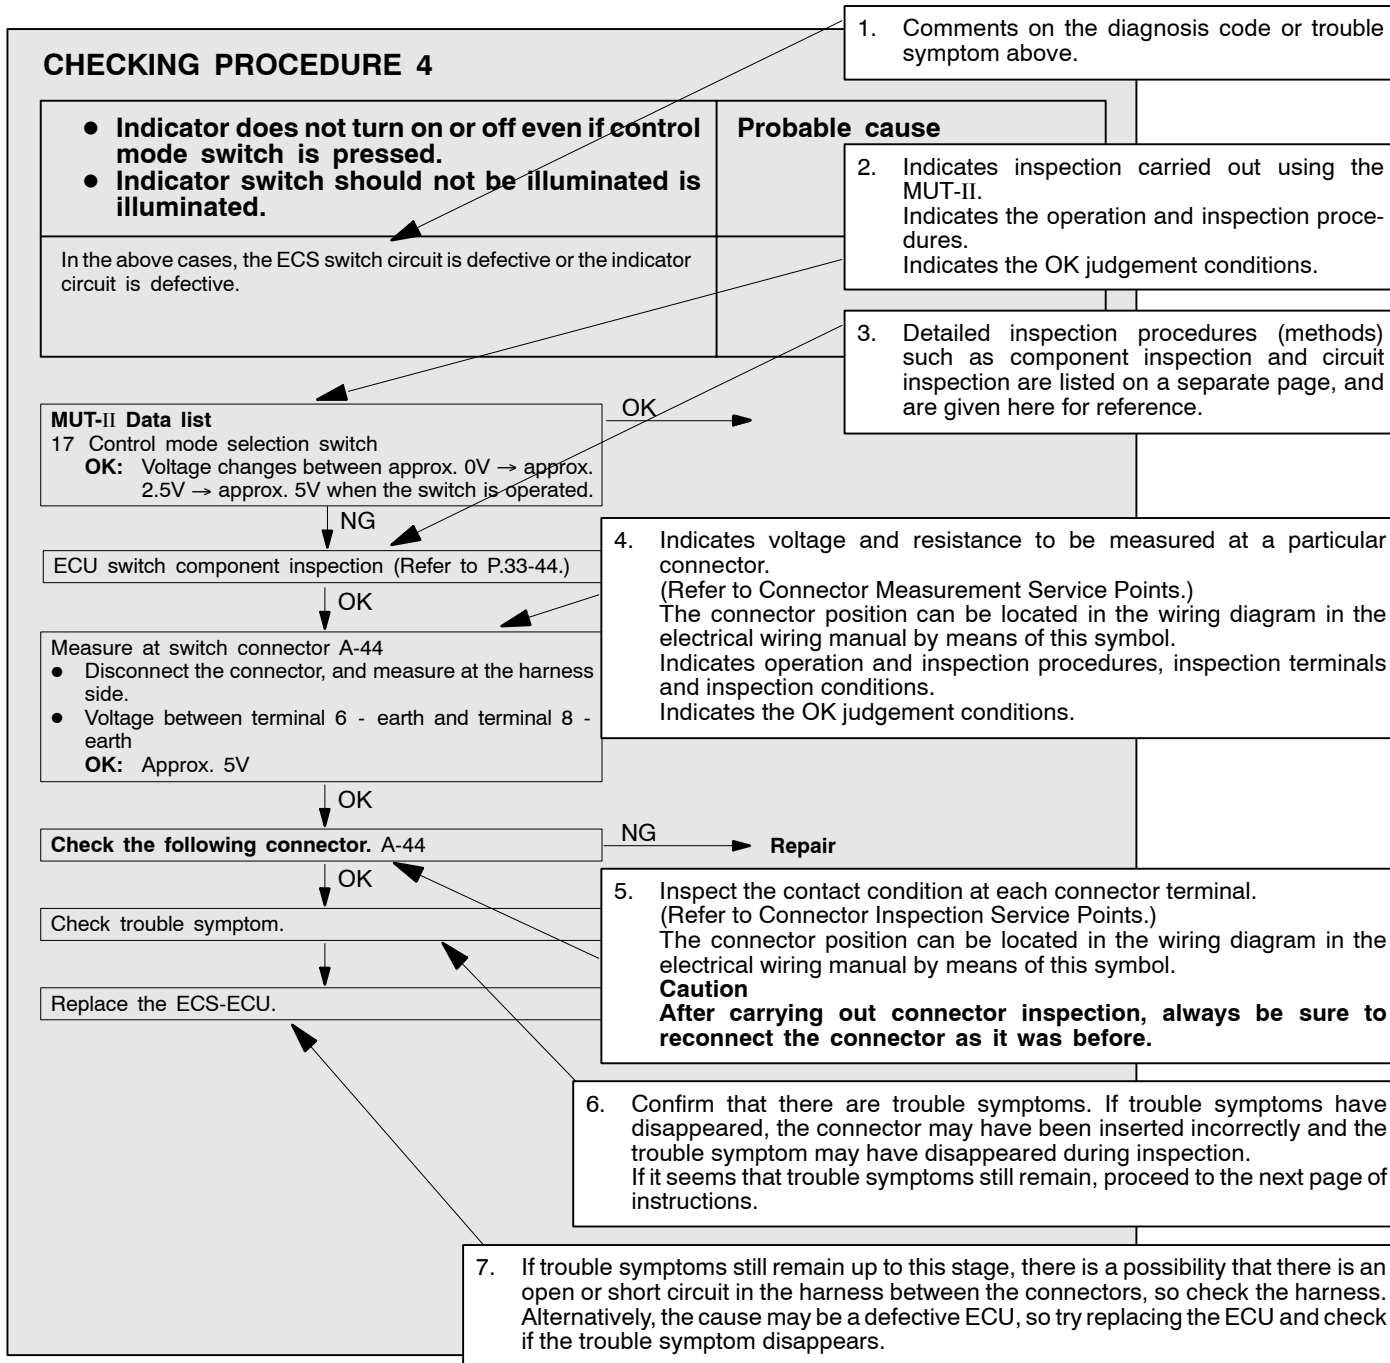 CHECKING PROCEDURE 4
● Indicator does not turn on or off even if control
mode switch is pressed.
● Indicator switch should not be illuminated is
illuminated.
Probable cause
In the above cases, the ECS switch circuit is defective or the indicator
circuit is defective.
MUT-II Data list
17 Control mode selection switch
OK: Voltage changes between approx. 0V → approx.
2.5V → approx. 5V when the switch is operated.
OK
NG
ECU switch component inspection (Refer to P.33-44.)
OK
Measure at switch connector A-44
● Disconnect the connector, and measure at the harness
side.
● Voltage between terminal 6 - earth and terminal 8 -
earth
OK: Approx. 5V
OK
Check the following connector. A-44
NG
Repair
OK
Check trouble symptom.
Replace the ECS-ECU.
1. Comments on the diagnosis code or trouble
symptom above.
2. Indicates inspection carried out using the
MUT-II.
Indicates the operation and inspection proce-
dures.
Indicates the OK judgement conditions.
3. Detailed inspection procedures (methods)
such as component inspection and circuit
inspection are listed on a separate page, and
are given here for reference.
4. Indicates voltage and resistance to be measured at a particular
connector.
(Refer to Connector Measurement Service Points.)
The connector position can be located in the wiring diagram in the
electrical wiring manual by means of this symbol.
Indicates operation and inspection procedures, inspection terminals
and inspection conditions.
Indicates the OK judgement conditions.
5. Inspect the contact condition at each connector terminal.
(Refer to Connector Inspection Service Points.)
The connector position can be located in the wiring diagram in the
electrical wiring manual by means of this symbol.
Caution
After carrying out connector inspection, always be sure to
reconnect the connector as it was before.
6. Confirm that there are trouble symptoms. If trouble symptoms have
disappeared, the connector may have been inserted incorrectly and the
trouble symptom may have disappeared during inspection.
If it seems that trouble symptoms still remain, proceed to the next page of
instructions.
7. If trouble symptoms still remain up to this stage, there is a possibility that there is an
open or short circuit in the harness between the connectors, so check the harness.
Alternatively, the cause may be a defective ECU, so try replacing the ECU and check
if the trouble symptom disappears.